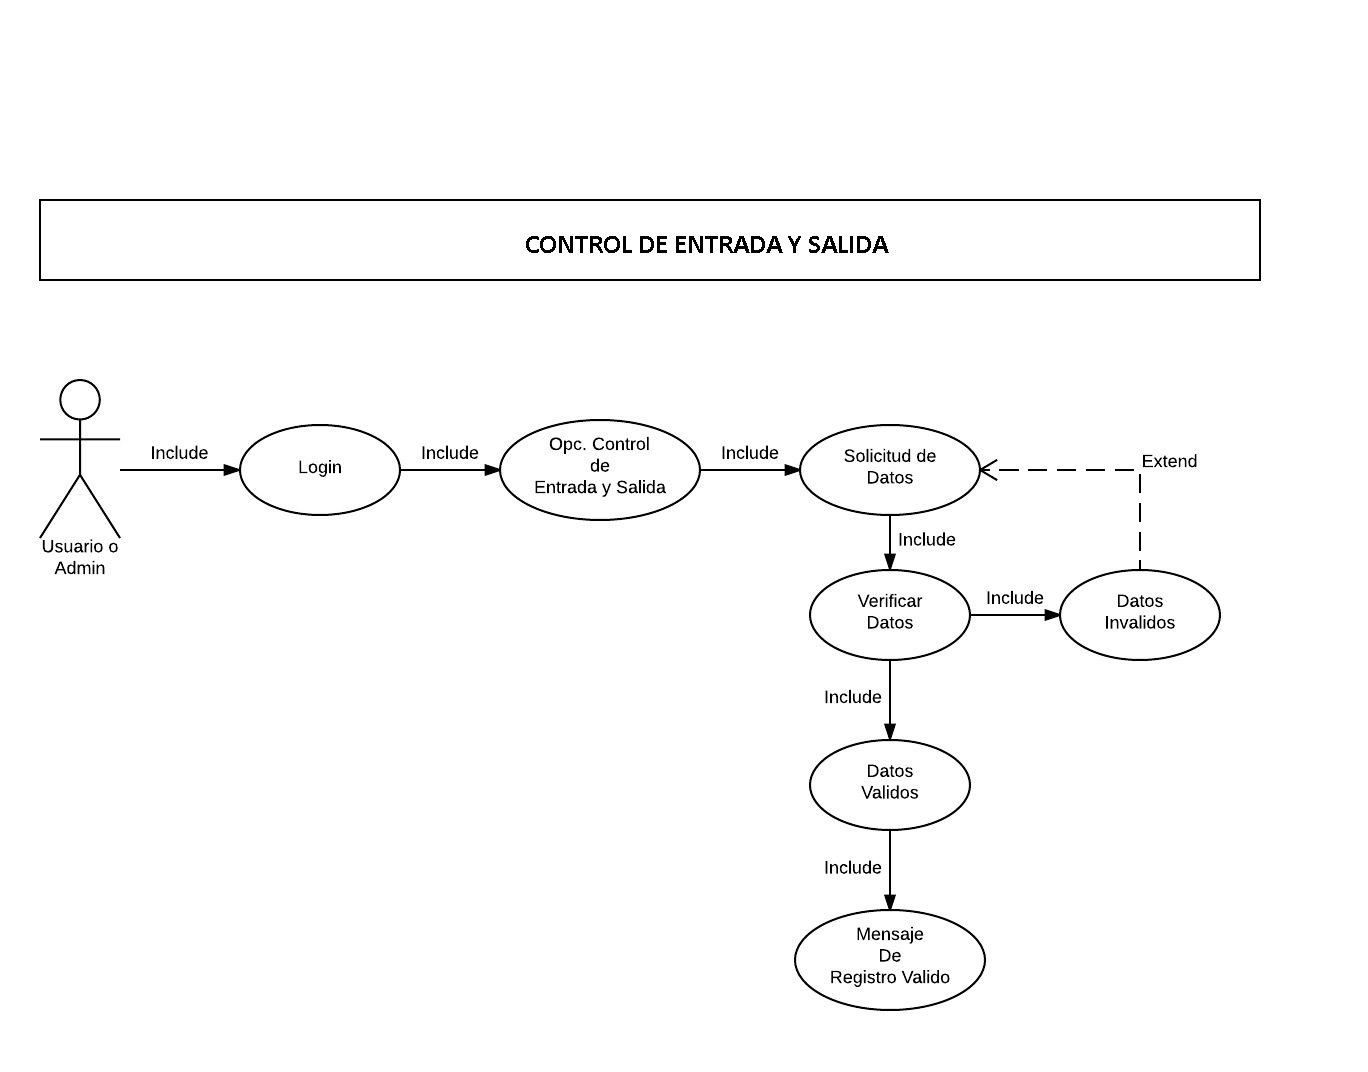 CONTROL DE ENTRADA Y SALIDA
Usuario o
Admin
Include
Login
Include
Opc. Control
de
Entrada y Salida
Include
Solicitud de
Datos
Extend
Include
Verificar
Datos
Include
Datos
Invalidos
Include
Datos
Validos
Include
Mensaje
De
Registro Valido